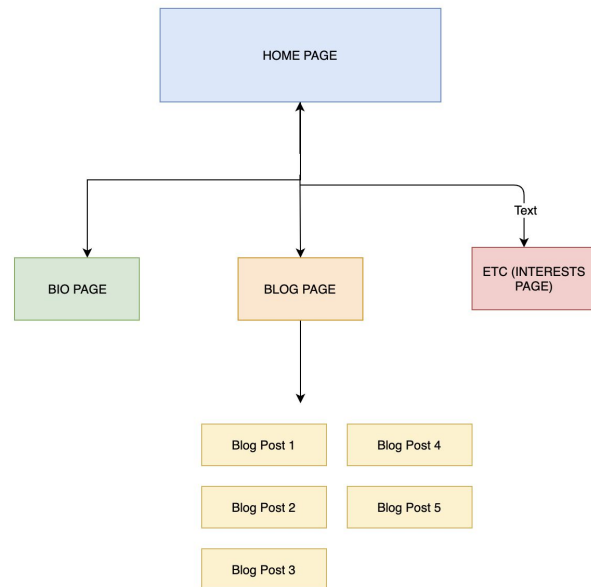 HOME PAGE
Text
BIO PAGE
BLOG PAGE
ETC (INTERESTS
PAGE)
Blog Post 1
Blog Post 4
Blog Post 2
Blog Post 5
Blog Post 3